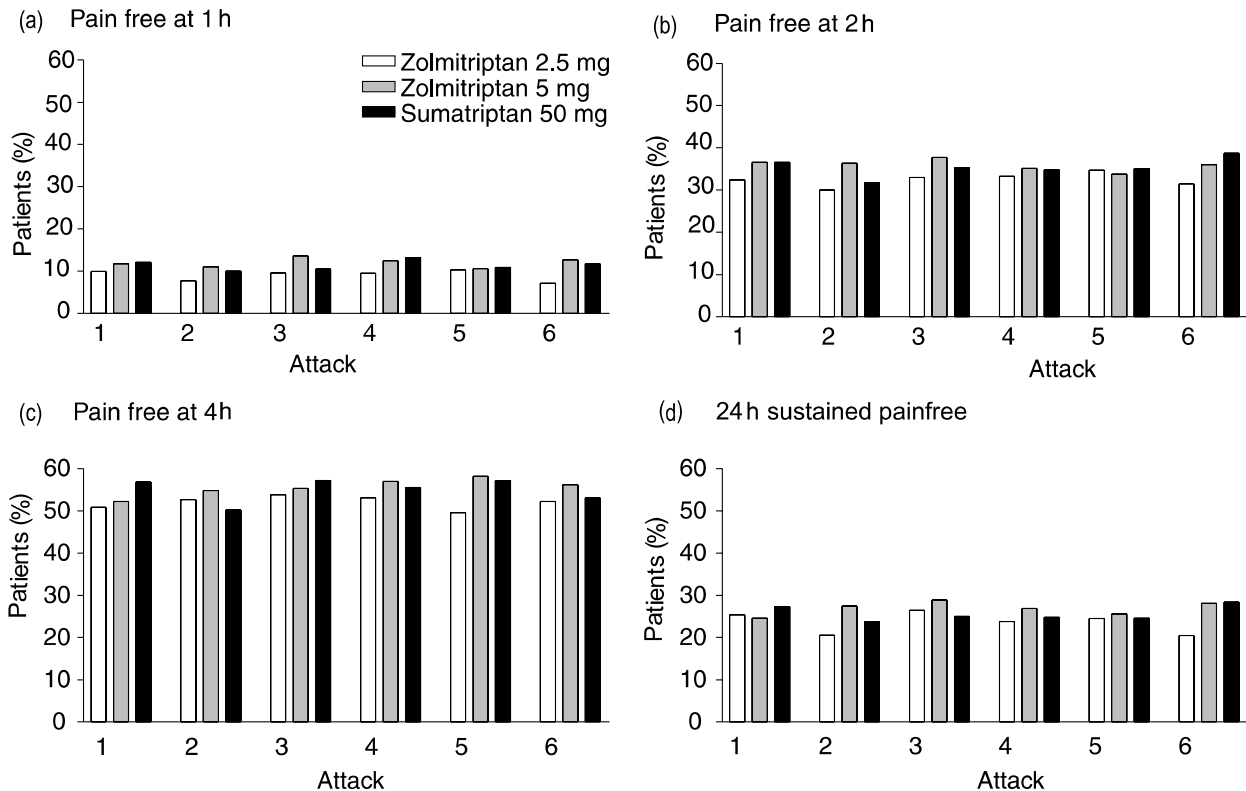 (a) Pain free at 1 h
60
50
40
30
20
10
0
Patients (%)
Zolmitriptan 2.5 mg
Zolmitriptan 5 mg
Sumatriptan 50 mg
1 2 3 4 5 6
Attack
(b) Pain free at 2 h
60
50
40
30
20
10
0
Patients (%)
1 2 3 4 5 6
Attack
(c) Pain free at 4 h
60
50
40
30
20
10
0
Patients (%)
1 2 3 4 5 6
Attack
(d) 24 h sustained painfree
60
50
40
30
20
10
0
Patients (%)
1 2 3 4 5 6
Attack